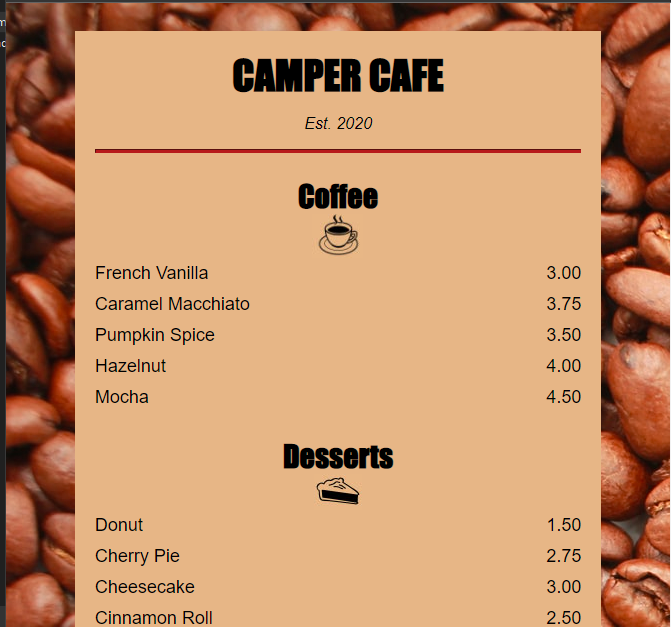 CAMPER CAFE
Est. 2020
Coffee
French Vanilla 3.00
Caramel Macchiato 3.75
Pumpkin Spice 3.50
Hazelnut 4.00
Mocha 4.50
Desserts
Donut 1.50
Cherry Pie 2.75
Cheesecake 3.00
Cinnamon Roll 2.50